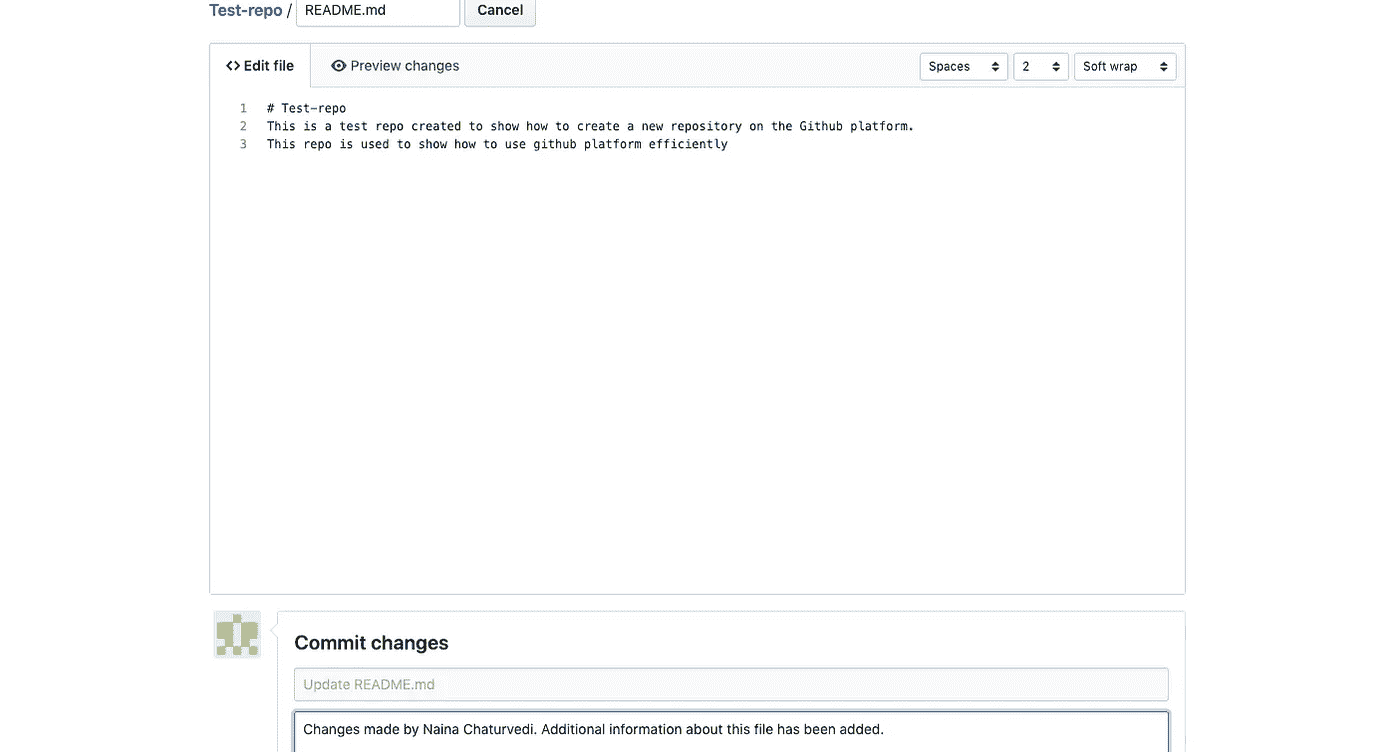 Test-repo / README.md Cancel
<> Edit file Preview changes Spaces 2 Soft wrap
1 # Test-repo
2 This is a test repo created to show how to create a new repository on the Github platform.
3 This repo is used to show how to use github platform efficiently
Commit changes
Update README.md
Changes made by Naina Chaturvedi. Additional information about this file has been added.